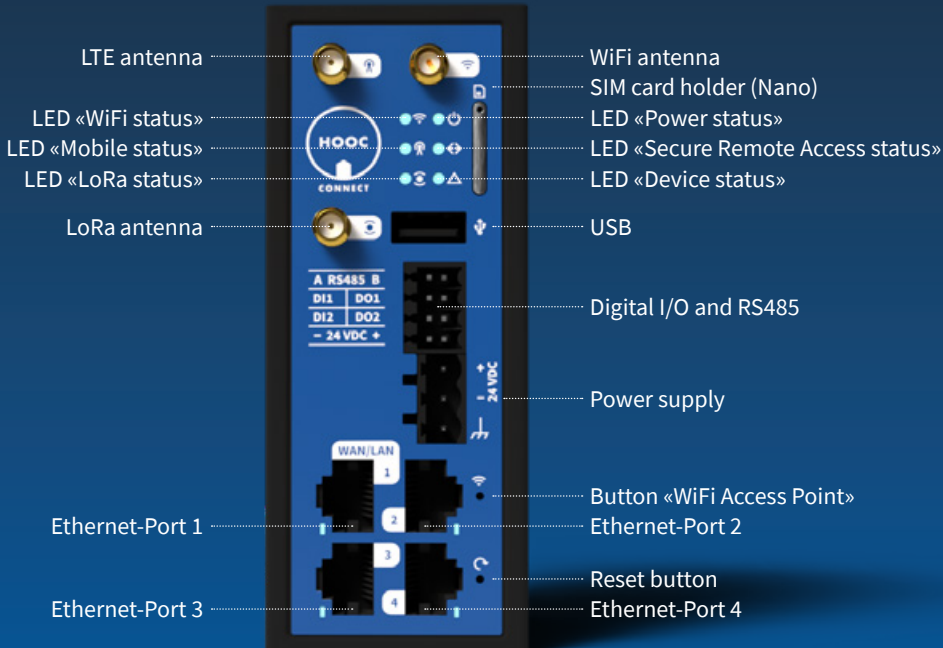 LTE antenna
WiFi antenna
SIM card holder (Nano)
LED «WiFi status»
LED «Power status»
LED «Mobile status»
LED «Secure Remote Access status»
LED «LoRa status»
LED «Device status»
HOOC
CONNECT
LoRa antenna
USB
A RS485 B
DI1 DO1
DI2 DO2
− 24 VDC +
Digital I/O and RS485
+
− 24 VDC
Power supply
WAN/LAN
1
2
Button «WiFi Access Point»
Ethernet-Port 1
Ethernet-Port 2
3
4
Reset button
Ethernet-Port 3
Ethernet-Port 4